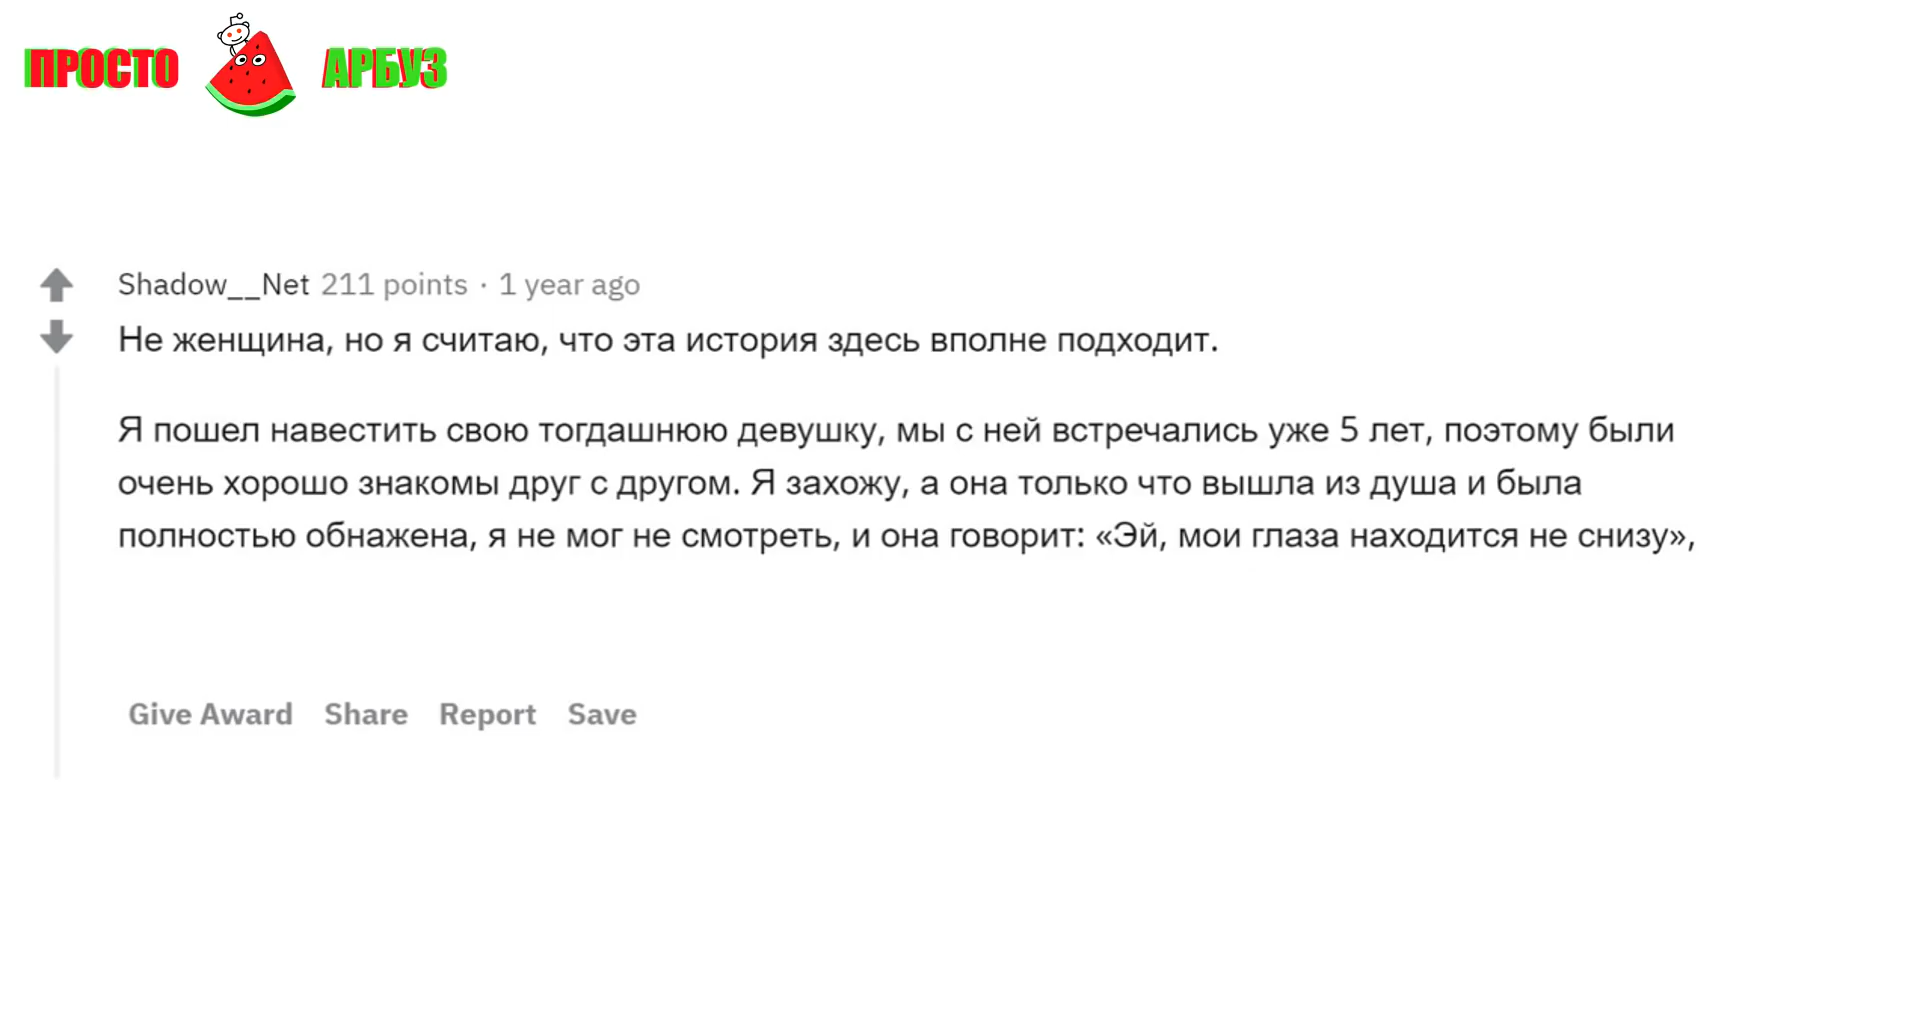 ПРОСТО АРБУЗ
Shadow__Net 211 points · 1 year ago
Не женщина, но я считаю, что эта история здесь вполне подходит.
Я пошел навестить свою тогдашнюю девушку, мы с ней встречались уже 5 лет, поэтому были
очень хорошо знакомы друг с другом. Я захожу, а она только что вышла из душа и была
полностью обнажена, я не мог не смотреть, и она говорит: «Эй, мои глаза находится не снизу»,
Give Award Share Report Save